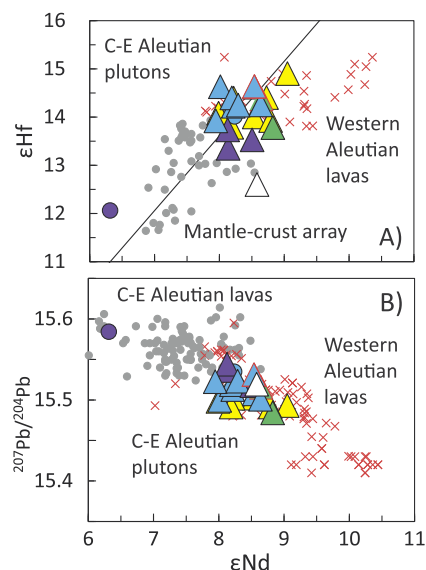 16
15
14
13
12
11
εHf
C-E Aleutian
plutons
Western
Aleutian
lavas
Mantle-crust array
A)
15.6
15.5
15.4
²⁰⁷Pb/²⁰⁴Pb
C-E Aleutian lavas
B)
Western
Aleutian
lavas
C-E Aleutian
plutons
6 7 8 9 10 11
εNd